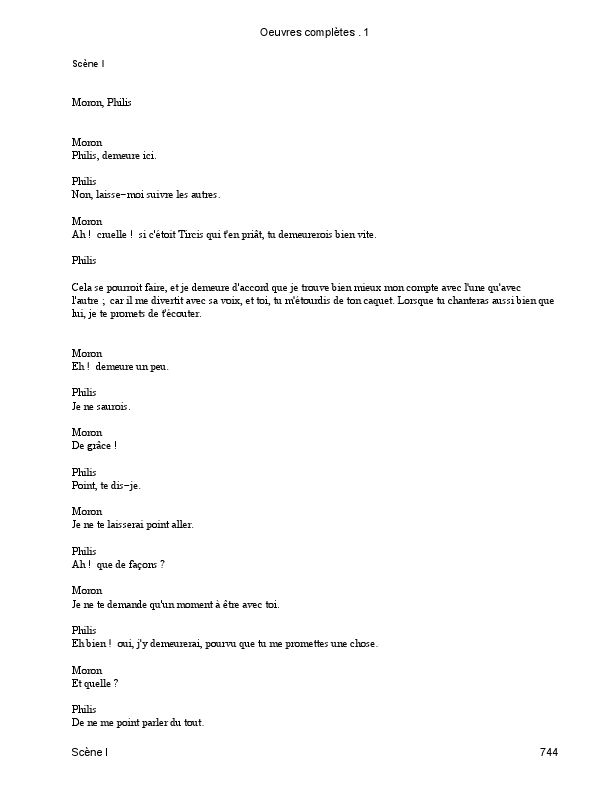 Oeuvres complètes . 1
Scène I
Moron, Philis
Moron
Philis, demeure ici.
Philis
Non, laisse-moi suivre les autres.
Moron
Ah ! cruelle ! si c'étoit Tircis qui t'en priât, tu demeurerois bien vite.
Philis
Cela se pourroit faire, et je demeure d'accord que je trouve bien mieux mon compte avec l'une qu'avec
l'autre ; car il me divertit avec sa voix, et toi, tu m'étourdis de ton caquet. Lorsque tu chanteras aussi bien que
lui, je te promets de t'écouter.
Moron
Eh ! demeure un peu.
Philis
Je ne saurois.
Moron
De grâce !
Philis
Point, te dis-je.
Moron
Je ne te laisserai point aller.
Philis
Ah ! que de façons ?
Moron
Je ne te demande qu'un moment à être avec toi.
Philis
Eh bien ! oui, j'y demeurerai, pourvu que tu me promettes une chose.
Moron
Et quelle ?
Philis
De ne me point parler du tout.
Scène I 744